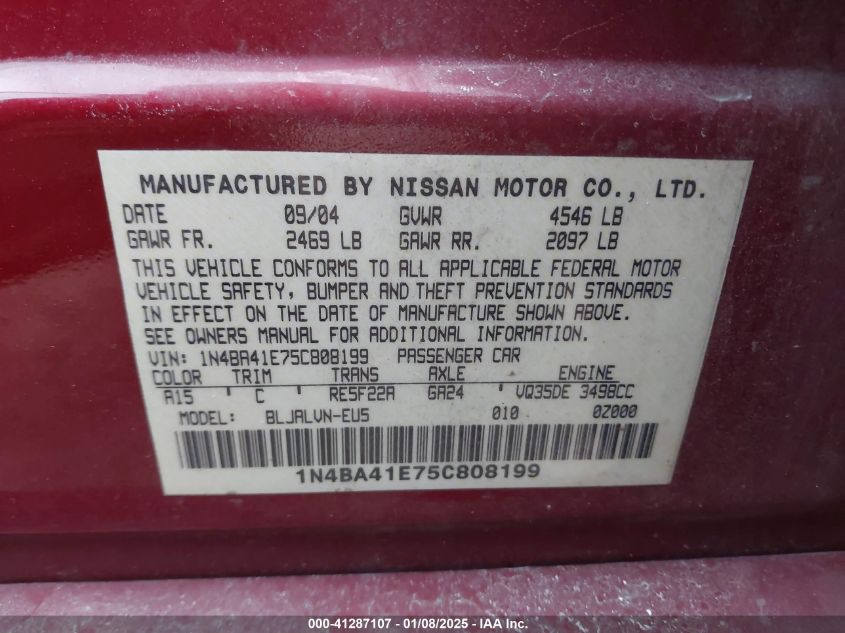 MANUFACTURED BY NISSAN MOTOR CO., LTD.
DATE 09/04 GVWR 4546 LB
GAWR FR. 2469 LB GAWR RR. 2097 LB
THIS VEHICLE CONFORMS TO ALL APPLICABLE FEDERAL MOTOR
VEHICLE SAFETY, BUMPER AND THEFT PREVENTION STANDARDS
IN EFFECT ON THE DATE OF MANUFACTURE SHOWN ABOVE.
SEE OWNERS MANUAL FOR ADDITIONAL INFORMATION.
VIN: 1N4BA41E75C808199 PASSENGER CAR
COLOR TRIM TRANS AXLE ENGINE
A15 C RE5F22A GA24 VQ35DE 3498CC
MODEL: BLJALVN-EU5 010 0Z000
1N4BA41E75C808199
000-41287107 - 01/08/2025 - IAA Inc.